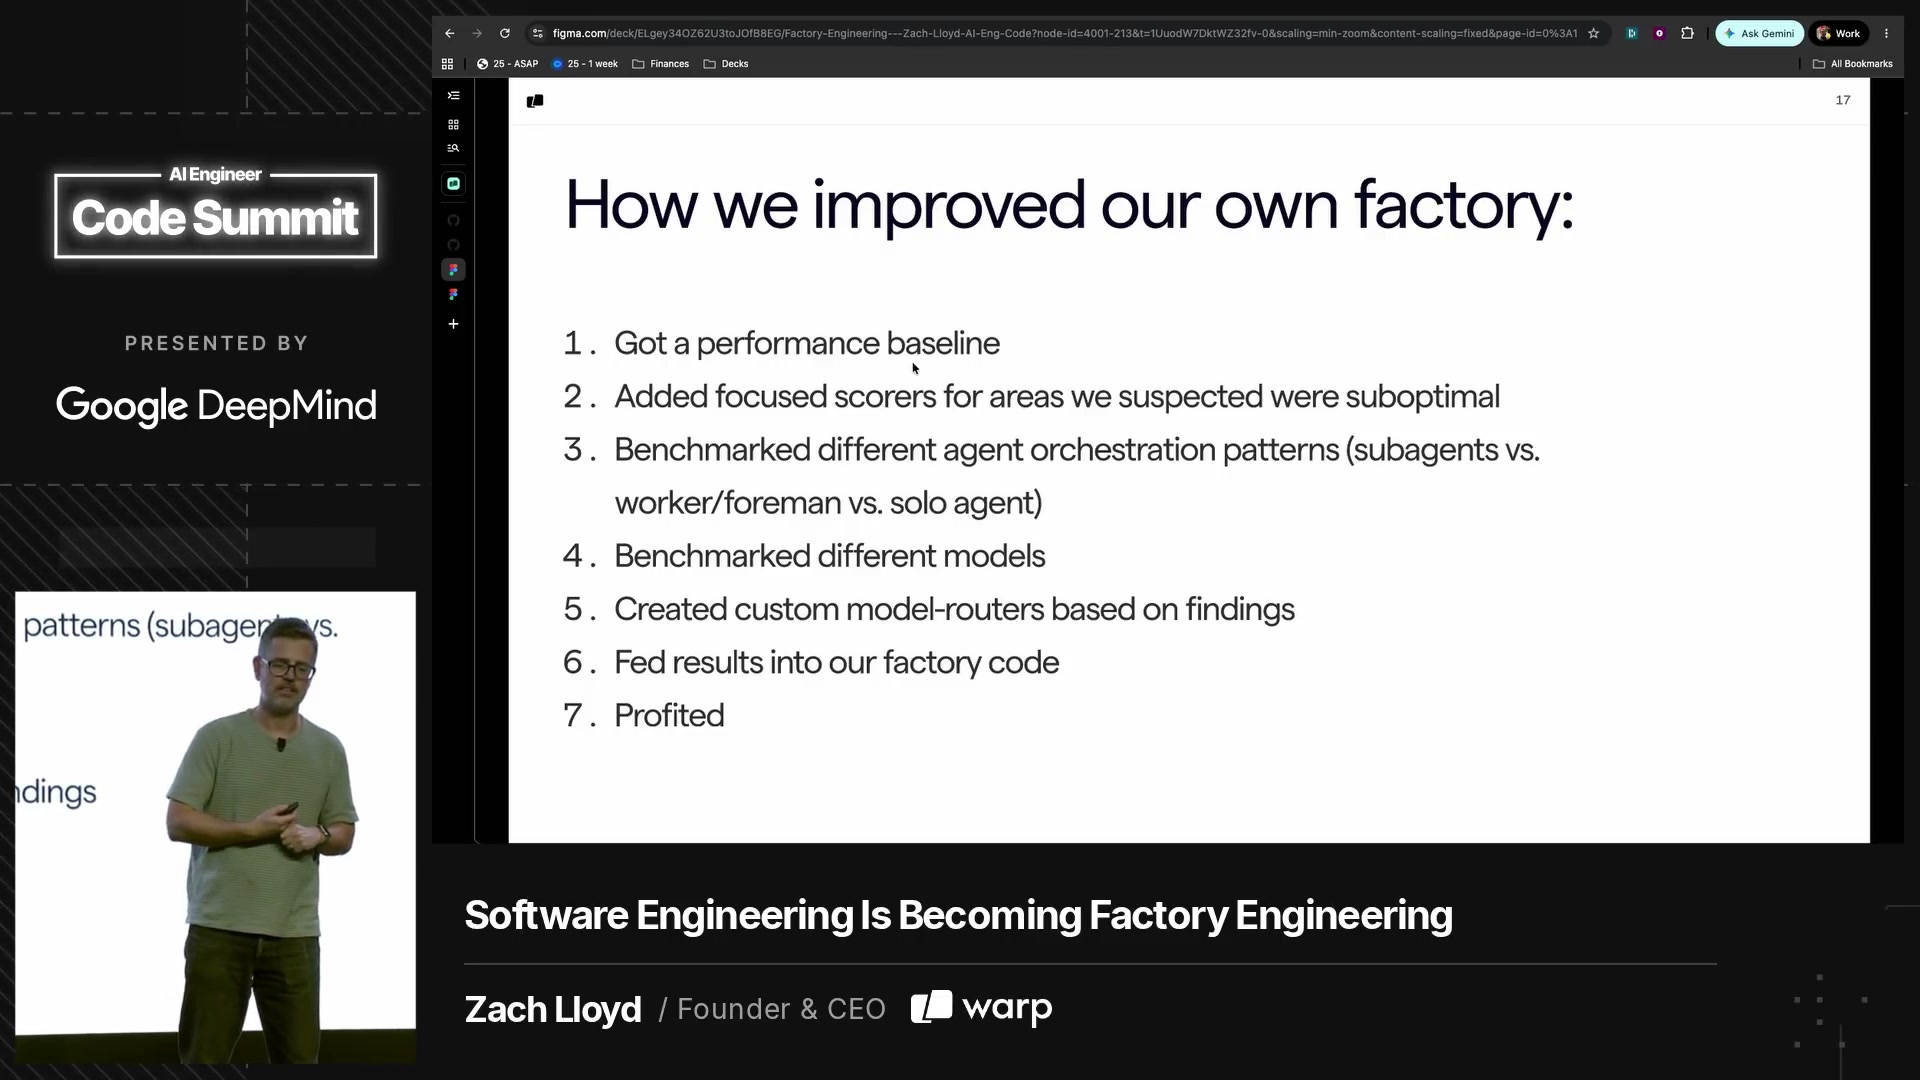 AI Engineer
Code Summit
PRESENTED BY
Google DeepMind
patterns (subagent vs.
ndings
figma.com/deck/ELgey34OZ62U3toJOfB8EG/Factory-Engineering---Zach-Lloyd-AI-Eng-Code?node-id=4001-213&t=1UuodW7DktWZ32fv-0&scaling=min-zoom&content-scaling=fixed&page-id=0%3A1
Ask Gemini
Work
25 - ASAP
25 - 1 week
Finances
Decks
All Bookmarks
17
How we improved our own factory:
1. Got a performance baseline
2. Added focused scorers for areas we suspected were suboptimal
3. Benchmarked different agent orchestration patterns (subagents vs.
worker/foreman vs. solo agent)
4. Benchmarked different models
5. Created custom model-routers based on findings
6. Fed results into our factory code
7. Profited
Software Engineering Is Becoming Factory Engineering
Zach Lloyd / Founder & CEO warp